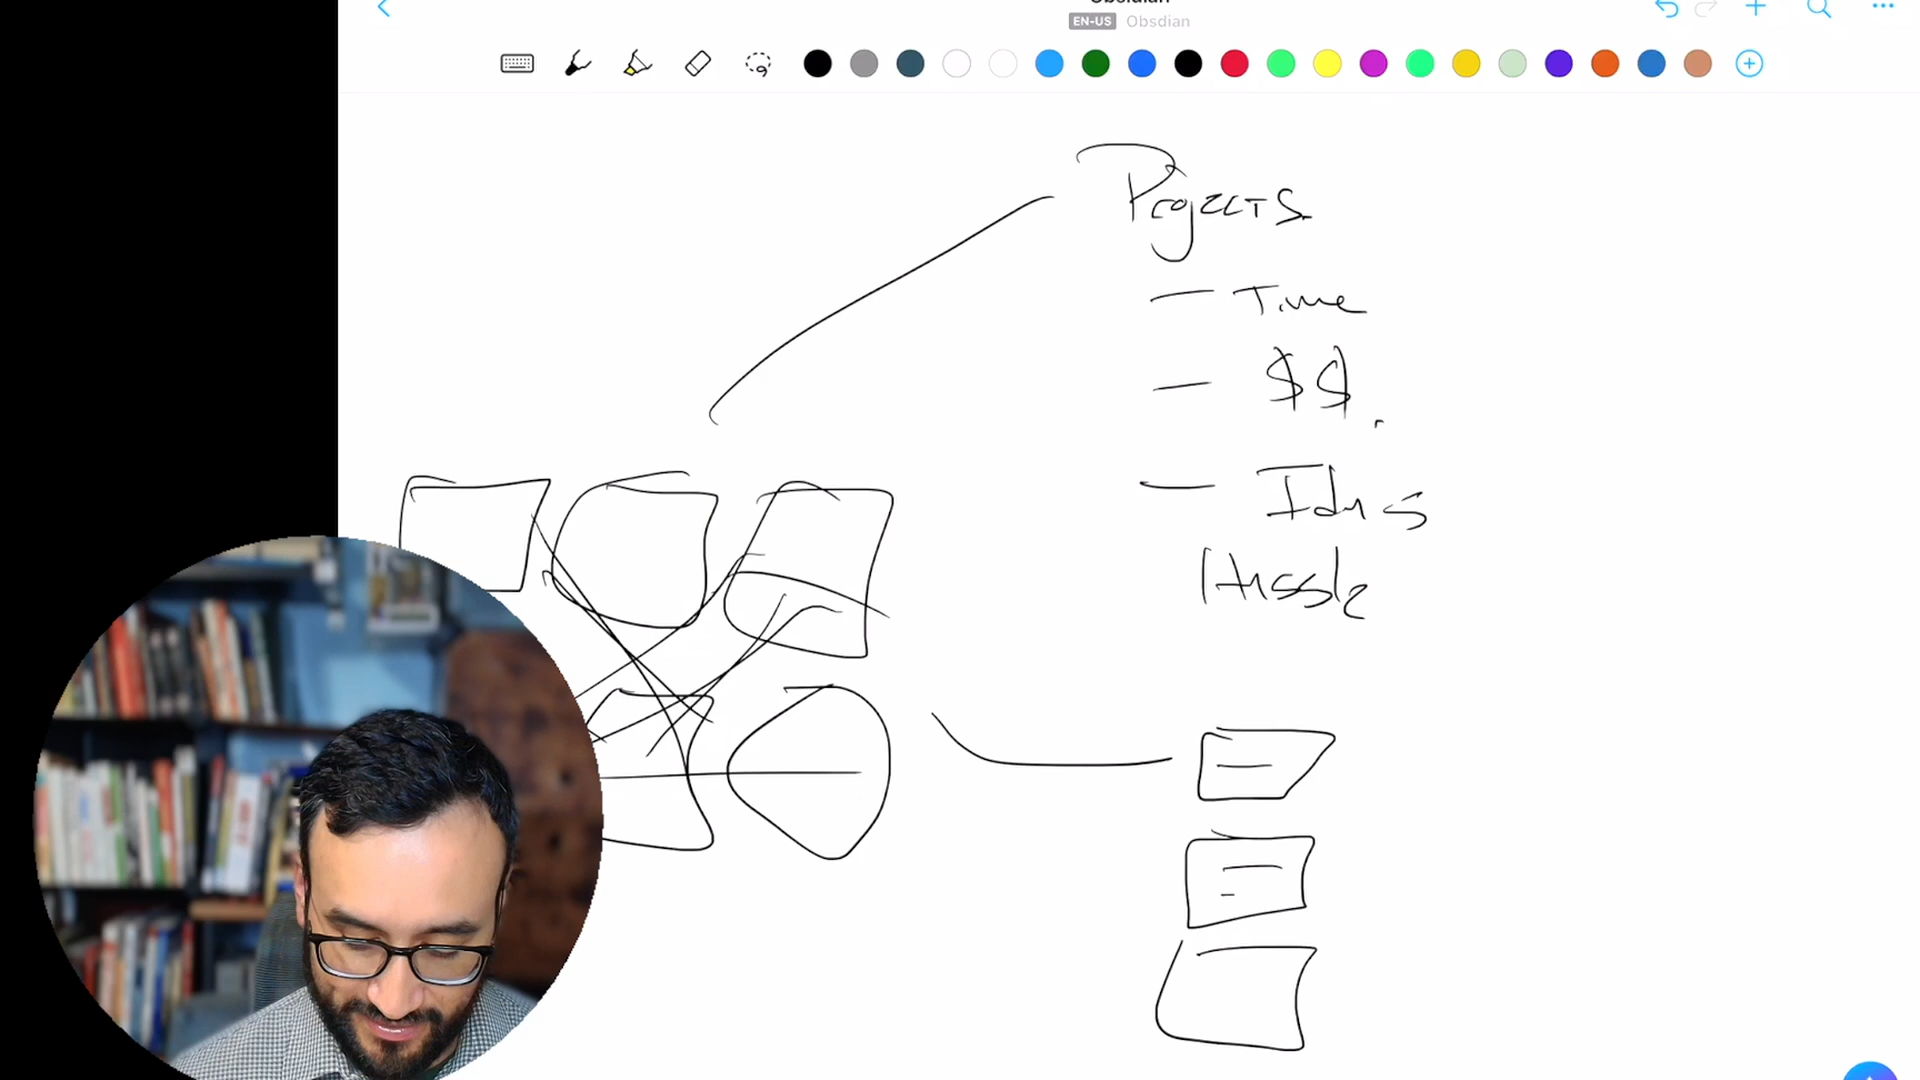 EN-US Obsdian
Projects
- Time
- $$.
- Ideas
Hassle